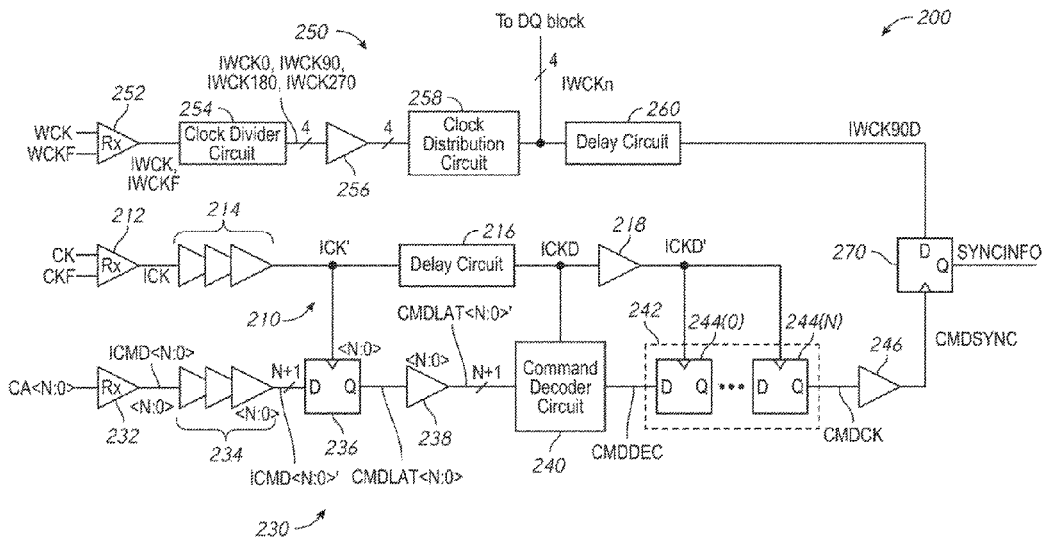 To DQ block
200
250
IWCK0, IWCK90,
IWCK180, IWCK270
4
IWCKn
252
254
258
260
WCK
WCKF
Rx
Clock Divider
Circuit
4
4
Clock
Distribution
Circuit
Delay Circuit
IWCK90D
IWCK,
IWCKF
256
212
214
ICK'
216
218
CK
CKF
Rx
ICK
Delay Circuit
ICKD
ICKD'
270
D
Q
SYNCINFO
210
CMDLAT<N:0>'
242
244(0)
244(N)
CMDSYNC
ICMD<N:0>
N+1
<N:0>
<N:0>
N+1
246
CA<N:0>
Rx
<N:0>
<N:0>
D Q
Command
Decoder
Circuit
D Q
D Q
232
234
236
238
240
CMDDEC
CMDCK
ICMD<N:0>'
CMDLAT<N:0>
230